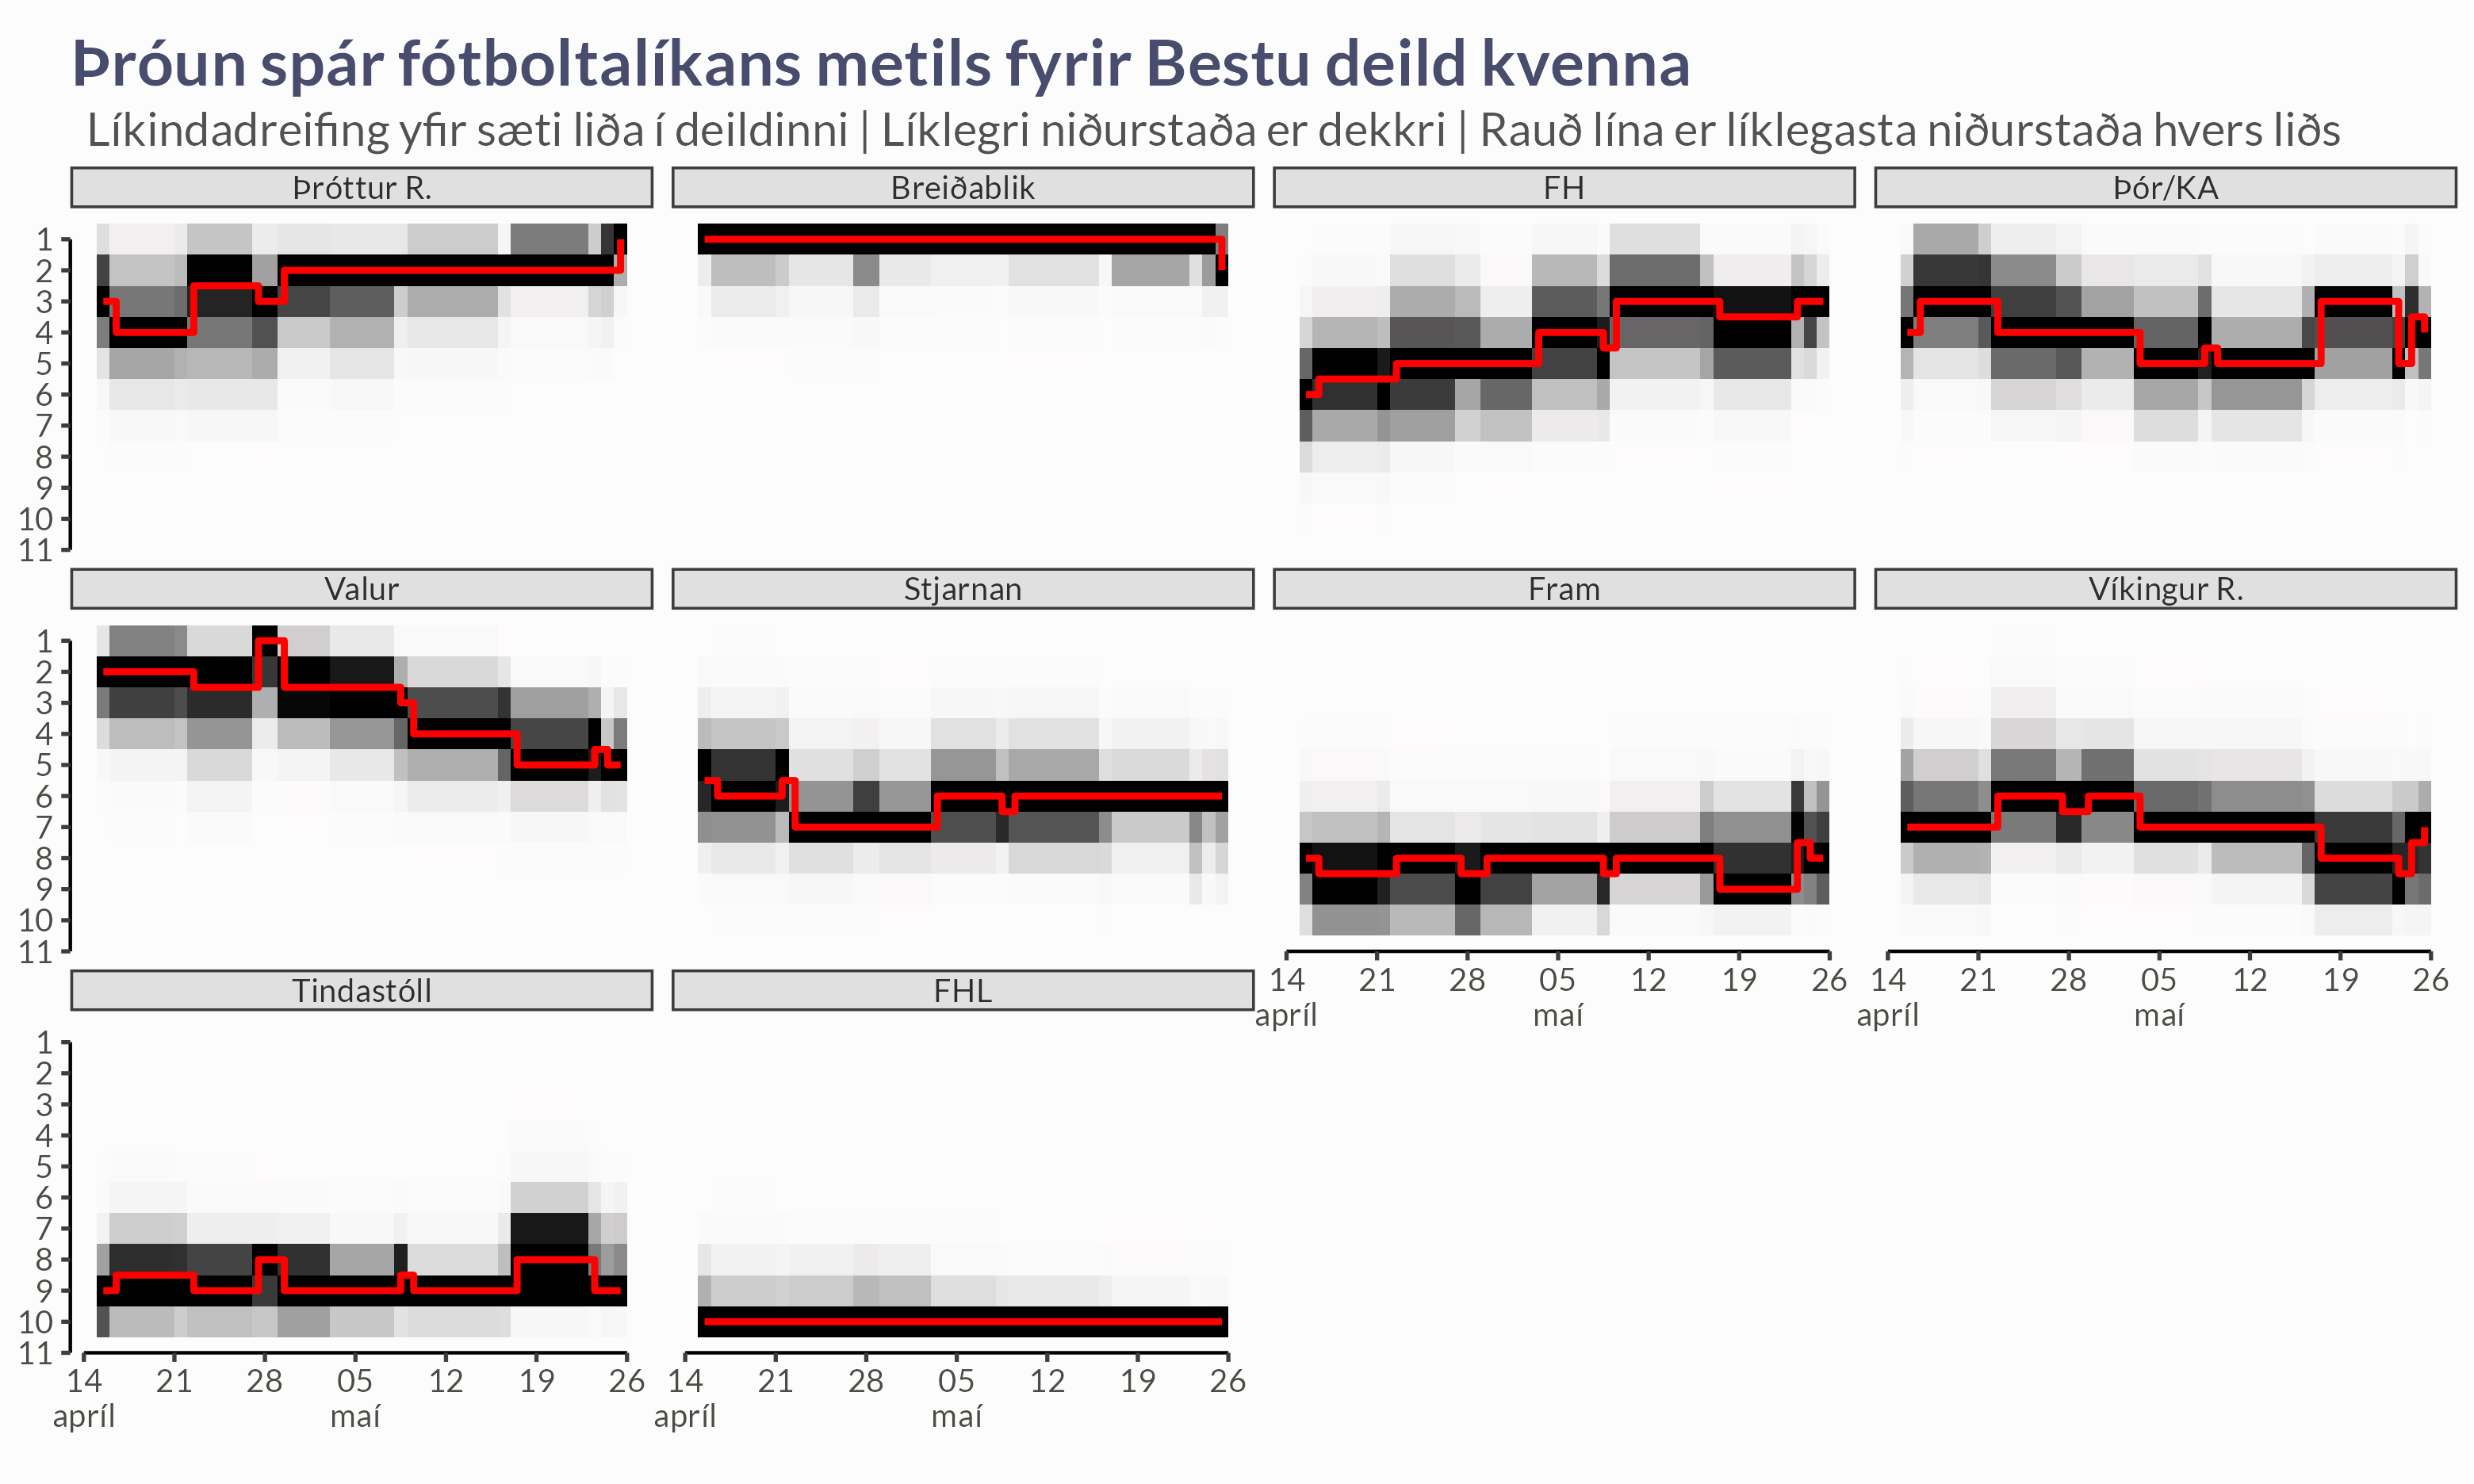 Þróun spár fótboltalíkans metils fyrir Bestu deild kvenna
Líkindadreifing yfir sæti liða í deildinni | Líklegri niðurstaða er dekkri | Rauð lína er líklegasta niðurstaða hvers liðs
Þróttur R.
Breiðablik
FH
Þór/KA
1
2
3
4
5
6
7
8
9
10
11
Valur
Stjarnan
Fram
Víkingur R.
1
2
3
4
5
6
7
8
9
10
11
14 21 28 05 12 19 26
apríl maí
14 21 28 05 12 19 26
apríl maí
Tindastóll
FHL
1
2
3
4
5
6
7
8
9
10
11
14 21 28 05 12 19 26
apríl maí
14 21 28 05 12 19 26
apríl maí